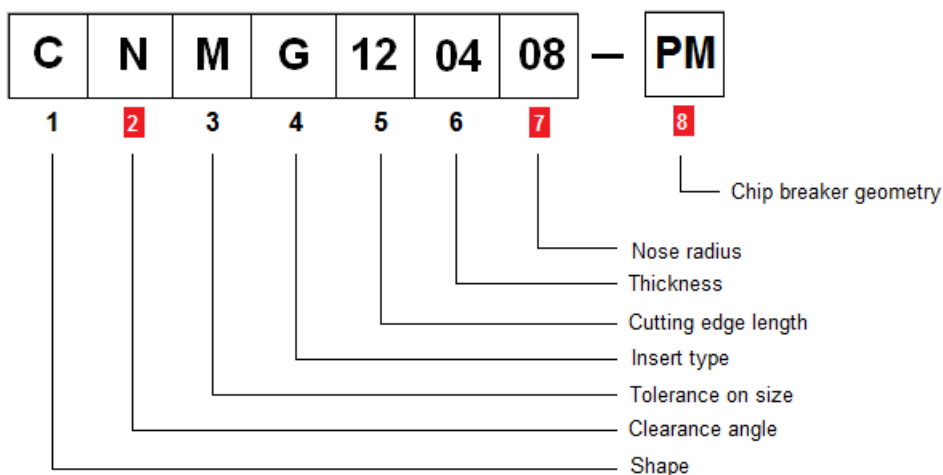 C N M G 12 04 08 – PM
1 2 3 4 5 6 7 8
Chip breaker geometry
Nose radius
Thickness
Cutting edge length
Insert type
Tolerance on size
Clearance angle
Shape